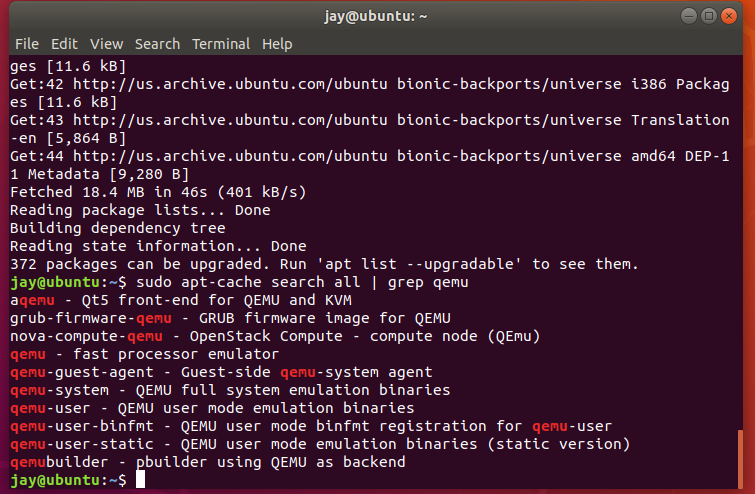 jay@ubuntu: ~
File Edit View Search Terminal Help
ges [11.6 kB]
Get:42 http://us.archive.ubuntu.com/ubuntu bionic-backports/universe i386 Packag
es [11.6 kB]
Get:43 http://us.archive.ubuntu.com/ubuntu bionic-backports/universe Translation
-en [5,864 B]
Get:44 http://us.archive.ubuntu.com/ubuntu bionic-backports/universe amd64 DEP-1
1 Metadata [9,280 B]
Fetched 18.4 MB in 46s (401 kB/s)
Reading package lists... Done
Building dependency tree
Reading state information... Done
372 packages can be upgraded. Run 'apt list --upgradable' to see them.
jay@ubuntu:~$ sudo apt-cache search all | grep qemu
aqemu - Qt5 front-end for QEMU and KVM
grub-firmware-qemu - GRUB firmware image for QEMU
nova-compute-qemu - OpenStack Compute - compute node (QEmu)
qemu - fast processor emulator
qemu-guest-agent - Guest-side qemu-system agent
qemu-system - QEMU full system emulation binaries
qemu-user - QEMU user mode emulation binaries
qemu-user-binfmt - QEMU user mode binfmt registration for qemu-user
qemu-user-static - QEMU user mode emulation binaries (static version)
qemubuilder - pbuilder using QEMU as backend
jay@ubuntu:~$